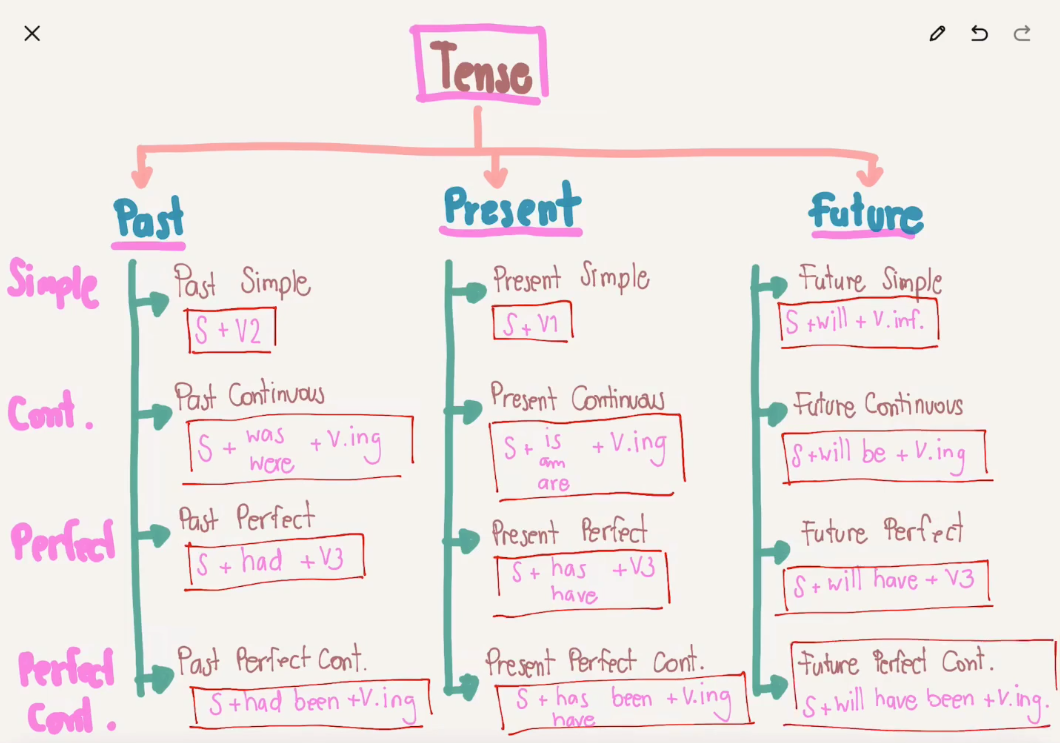 Tense
Past Present Future
Simple
Past Simple Present Simple Future Simple
S + V2 S + V1 S + will + V.inf.
Cont.
Past Continuous Present Continuous Future Continuous
S + was + V.ing S + is + V.ing S + will be + V.ing
were am
are
Perfect
Past Perfect Present Perfect Future Perfect
S + had + V3 S + has + V3 S + will have + V3
have
Perfect
Cont.
Past Perfect Cont. Present Perfect Cont. Future Perfect Cont.
S + had been + V.ing S + has been + V.ing S + will have been + V.ing.
have